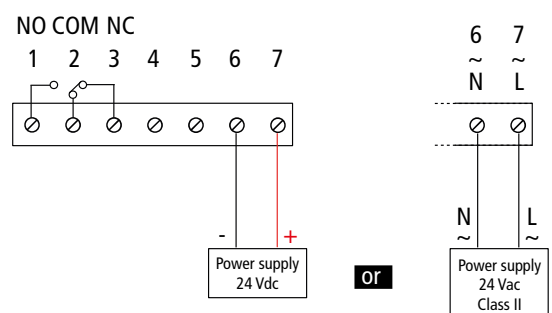 NO COM NC
1 2 3 4 5 6 7
- +
Power supply
24 Vdc
or
6 7
~ ~
N L
N L
~ ~
Power supply
24 Vac
Class II